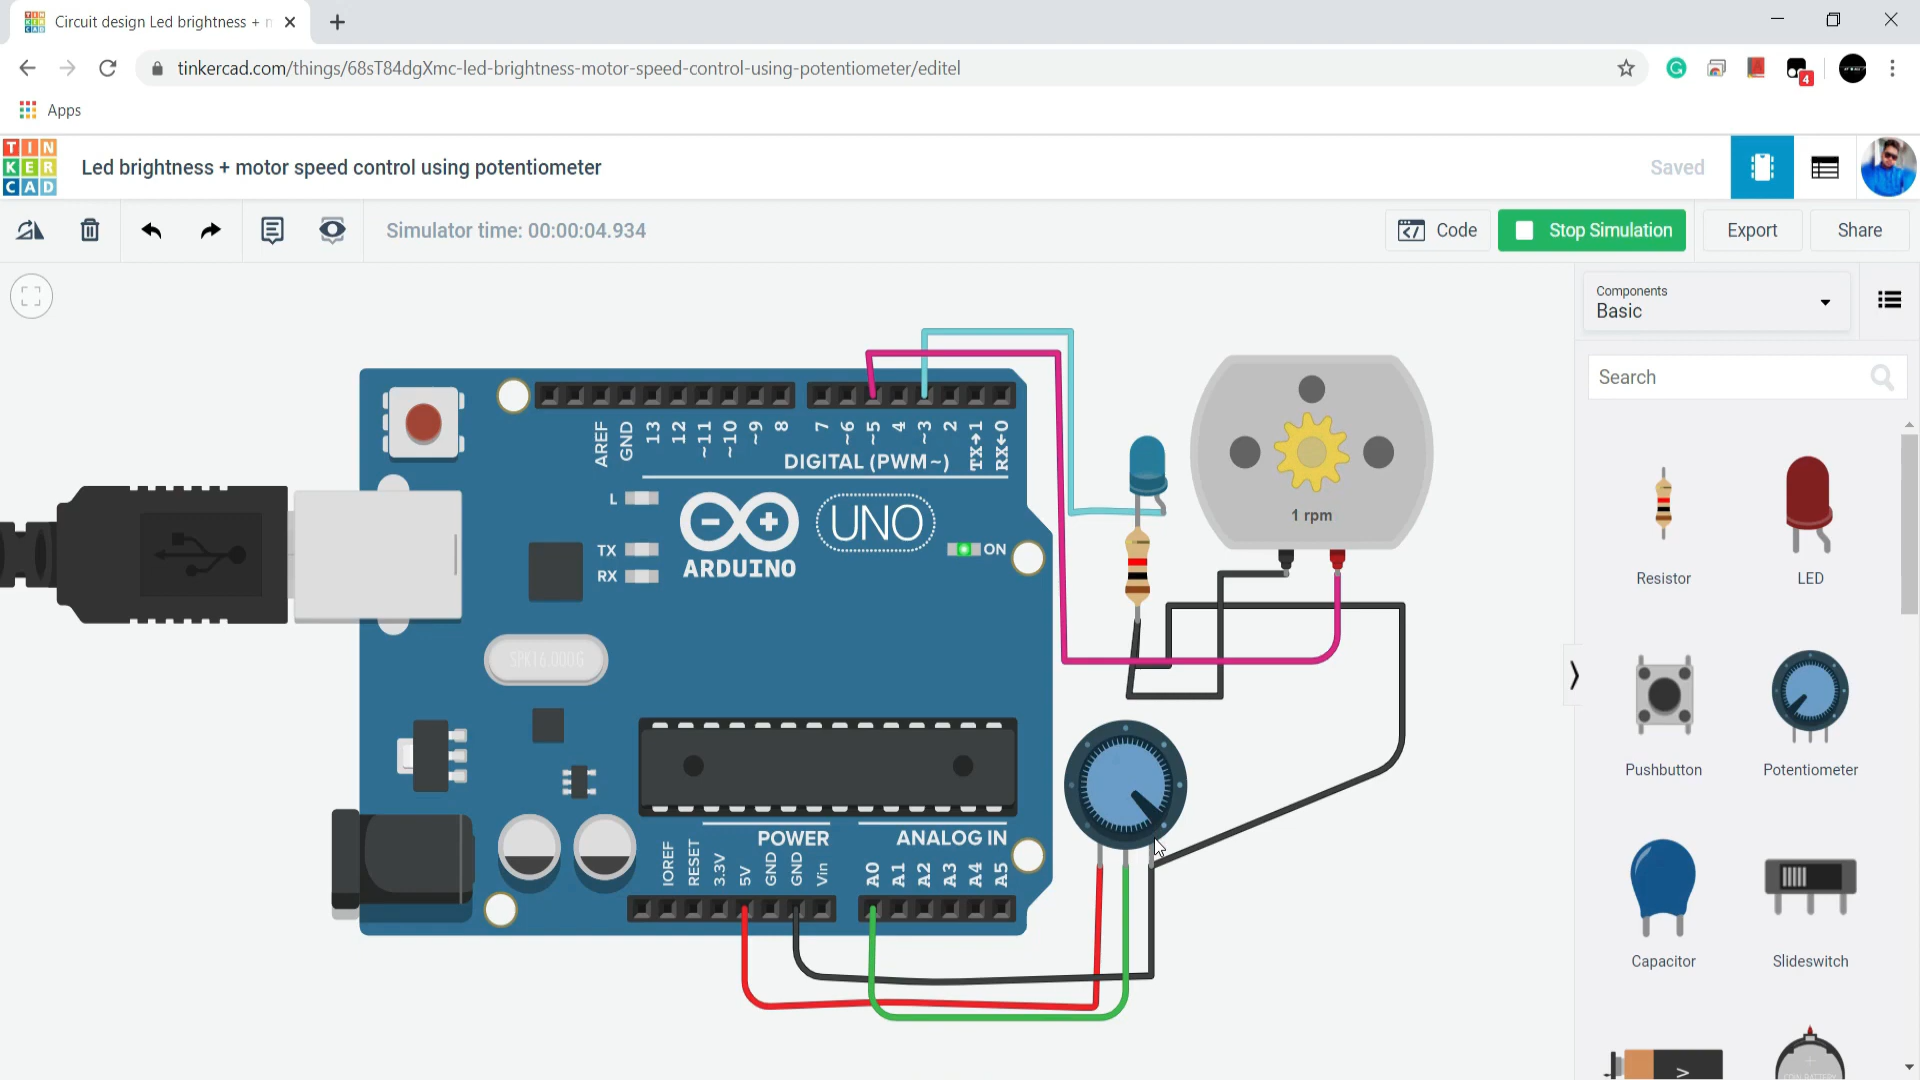 Circuit design Led brightness + m
tinkercad.com/things/68sT84dgXmc-led-brightness-motor-speed-control-using-potentiometer/editel
4
Apps
TIN
KER
CAD
Led brightness + motor speed control using potentiometer
Saved
Simulator time: 00:00:04.934
Code
Stop Simulation
Export
Share
Components
Basic
Search
AREF
GND
13
12
~11
~10
~9
8
7
~6
~5
4
~3
2
TX→1
RX←0
DIGITAL (PWM~)
L
TX
RX
ARDUINO
UNO
ON
1 rpm
SPK16.000G
POWER
ANALOG IN
IOREF
RESET
3.3V
5V
GND
GND
Vin
A0
A1
A2
A3
A4
A5
Resistor
LED
Pushbutton
Potentiometer
Capacitor
Slideswitch